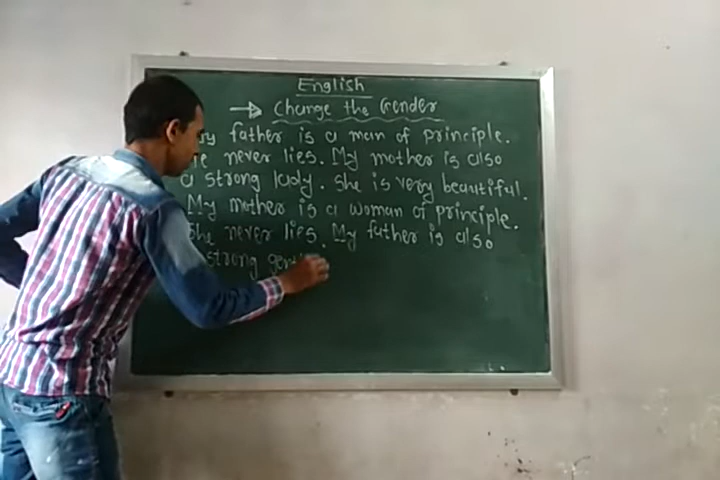 English
→ Change the Gender
father is a man of principle.
never lies. My mother is also
a strong lady. She is very beautiful.
My mother is a woman of principle.
She never lies. My father is also
strong